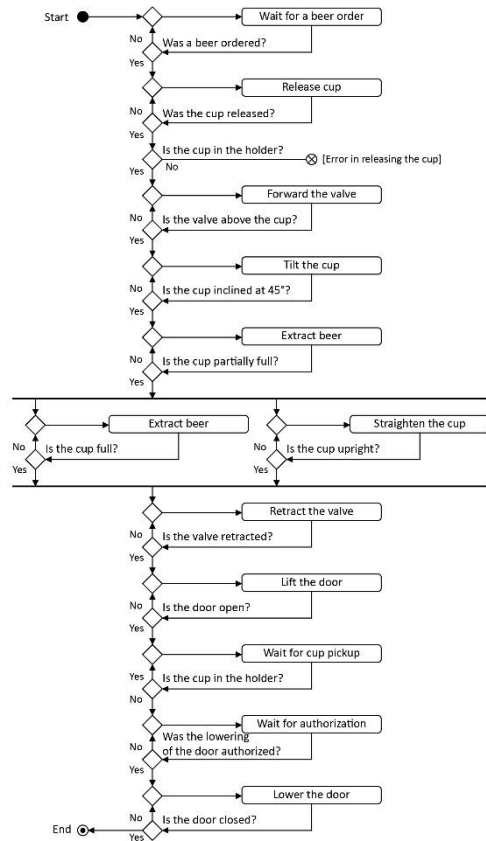 Start
Wait for a beer order
No
Was a beer ordered?
Yes
Release cup
No
Was the cup released?
Yes
Is the cup in the holder?
Yes
No
[Error in releasing the cup]
Forward the valve
No
Is the valve above the cup?
Yes
Tilt the cup
No
Is the cup inclined at 45°?
Yes
Extract beer
No
Is the cup partially full?
Yes
Extract beer
No
Is the cup full?
Yes
Straighten the cup
No
Is the cup upright?
Yes
Retract the valve
No
Is the valve retracted?
Yes
Lift the door
No
Is the door open?
Yes
Wait for cup pickup
Yes
Is the cup in the holder?
No
Wait for authorization
Was the lowering
No
of the door authorized?
Yes
Lower the door
No
Is the door closed?
Yes
End